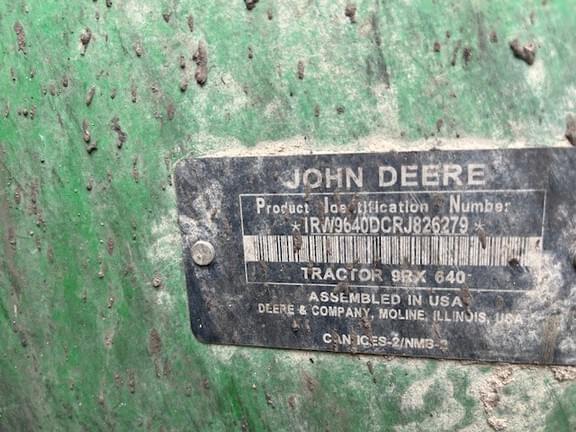 JOHN DEERE
Product Identification Number
*1RW9640DCRJ826279*
TRACTOR 9RX 640
ASSEMBLED IN USA
DEERE & COMPANY, MOLINE, ILLINOIS, USA
CAN ICES-2/NMB-2